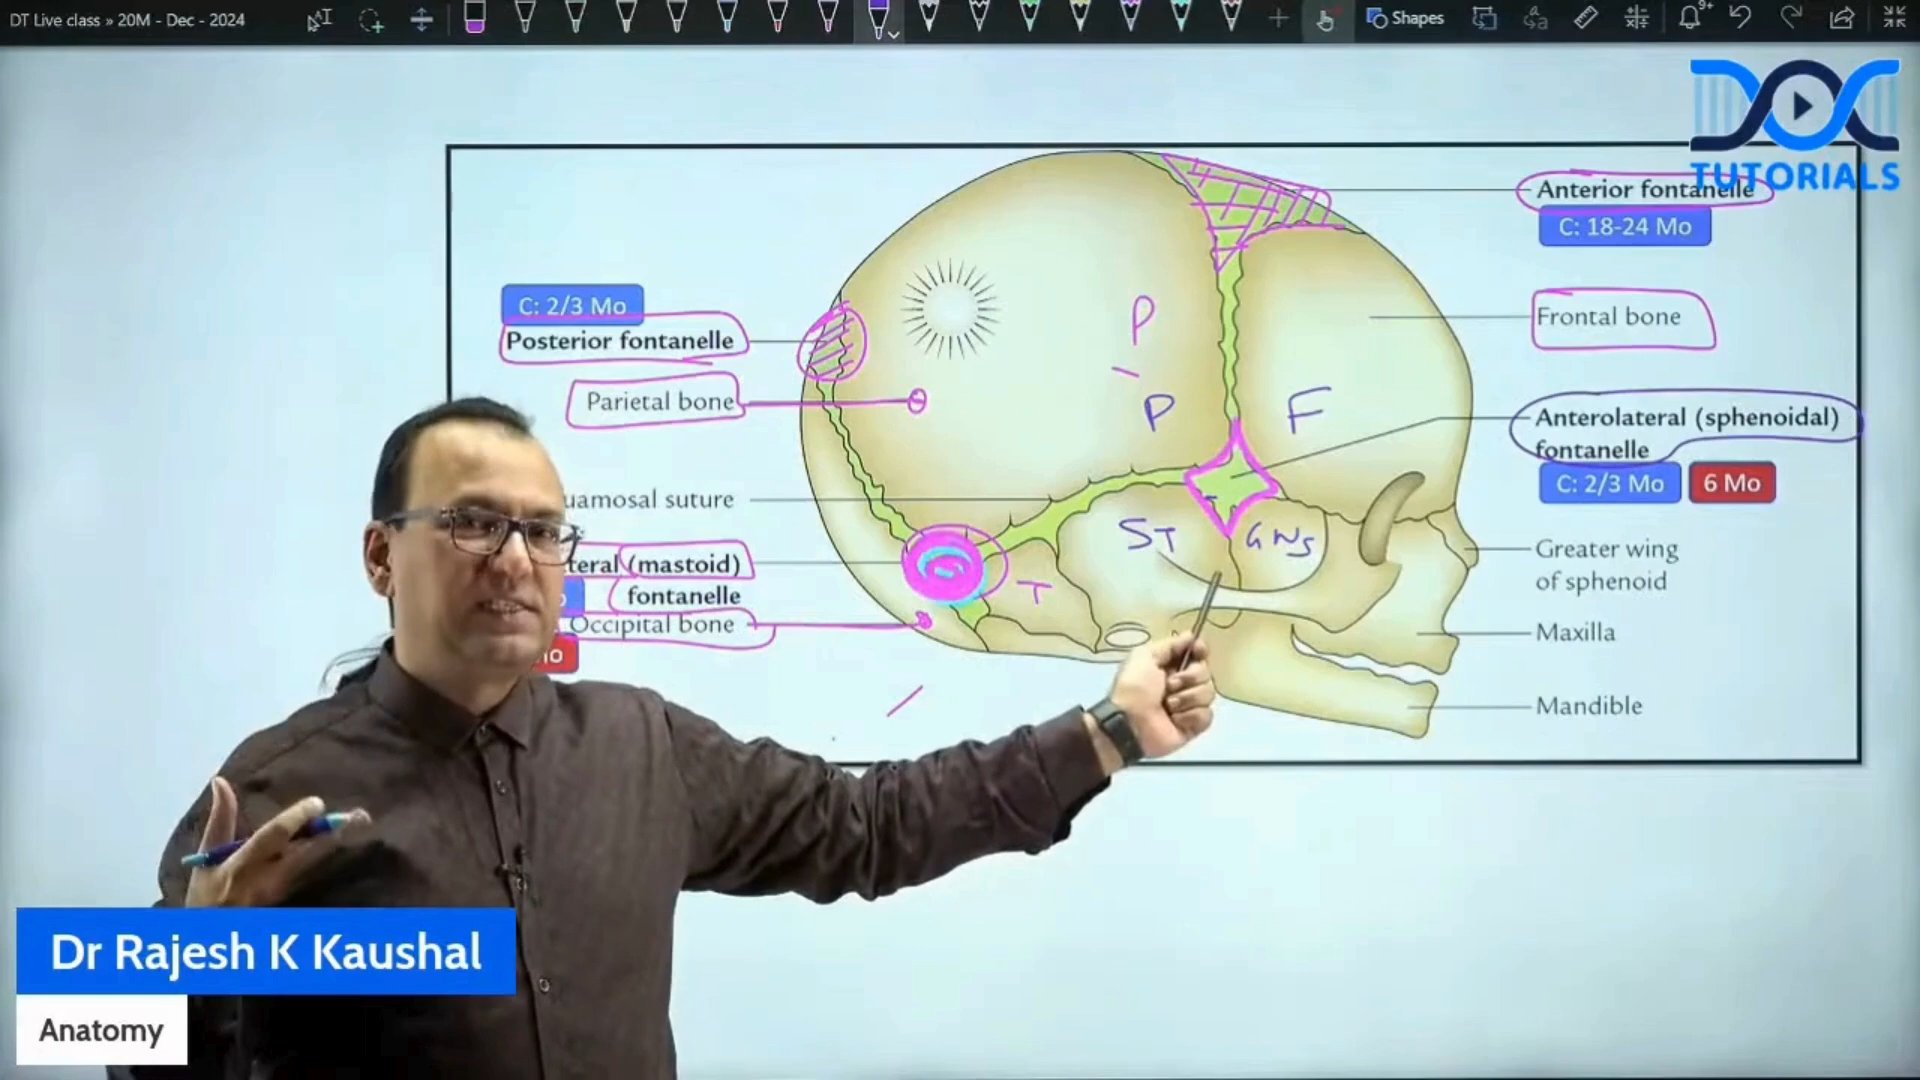 DT Live class » 20M - Dec - 2024
Shapes
9+
DOC
TUTORIALS
Anterior fontanelle
C: 18-24 Mo
C: 2/3 Mo
Posterior fontanelle
Frontal bone
P
Parietal bone
P
F
Anterolateral (sphenoidal)
fontanelle
C: 2/3 Mo
6 Mo
uamosal suture
ST
GWS
teral (mastoid)
fontanelle
T
Greater wing
of sphenoid
Occipital bone
Maxilla
Mandible
Dr Rajesh K Kaushal
Anatomy